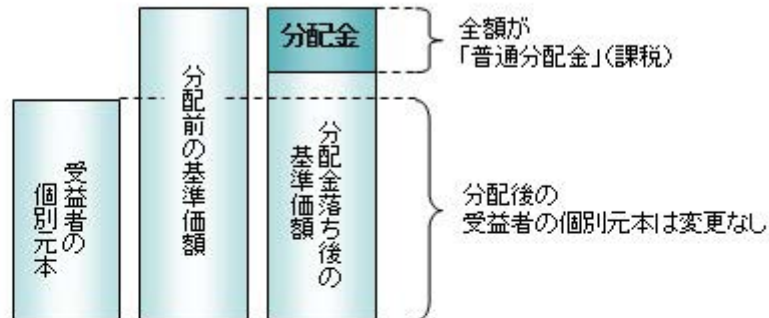 受益者の
個別元本
分配前の基準価額
分配金
分配金落ち後の
基準価額
全額が
「普通分配金」(課税)
分配後の
受益者の個別元本は変更なし